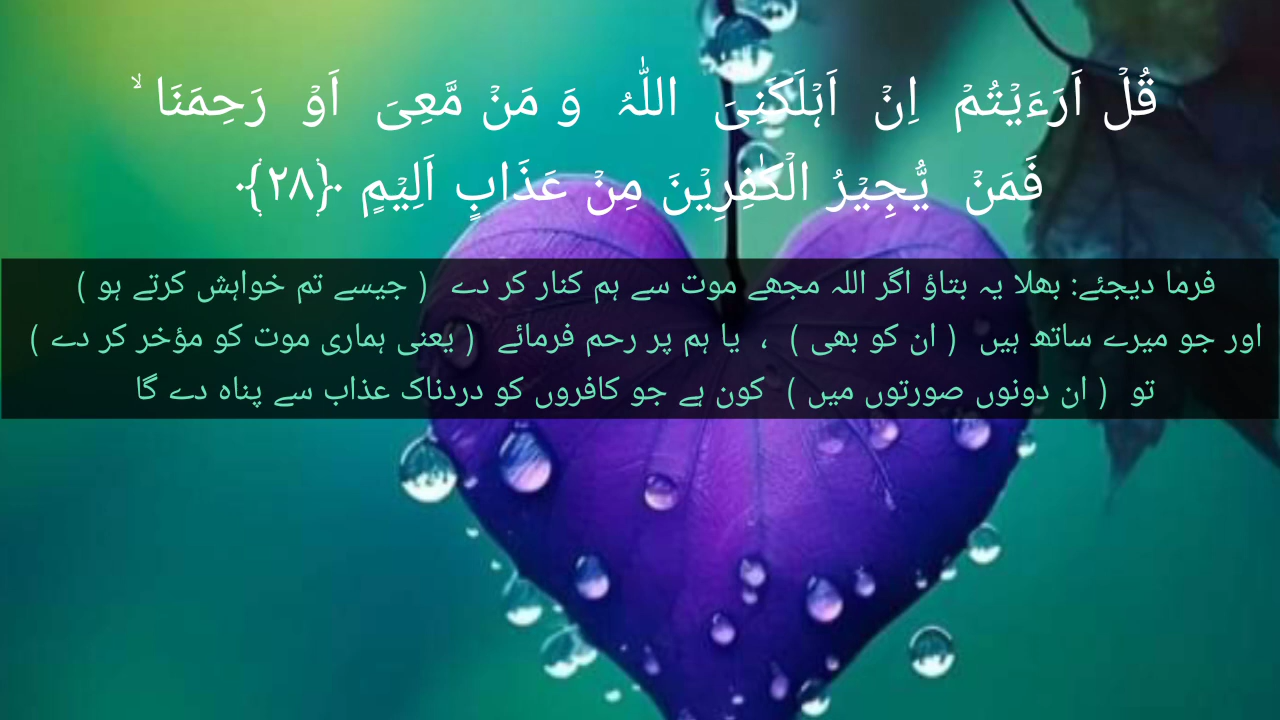 قُلۡ اَرَءَیۡتُمۡ اِنۡ اَہۡلَکَنِیَ اللّٰہُ وَ مَنۡ مَّعِیَ اَوۡ رَحِمَنَا ۙ
فَمَنۡ یُّجِیۡرُ الۡکٰفِرِیۡنَ مِنۡ عَذَابٍ اَلِیۡمٍ ﴿۲۸﴾
فرما دیجئے: بھلا یہ بتاؤ اگر اللہ مجھے موت سے ہم کنار کر دے ( جیسے تم خواہش کرتے ہو )
اور جو میرے ساتھ ہیں ( ان کو بھی ) ، یا ہم پر رحم فرمائے ( یعنی ہماری موت کو مؤخر کر دے )
تو ( ان دونوں صورتوں میں ) کون ہے جو کافروں کو دردناک عذاب سے پناہ دے گا